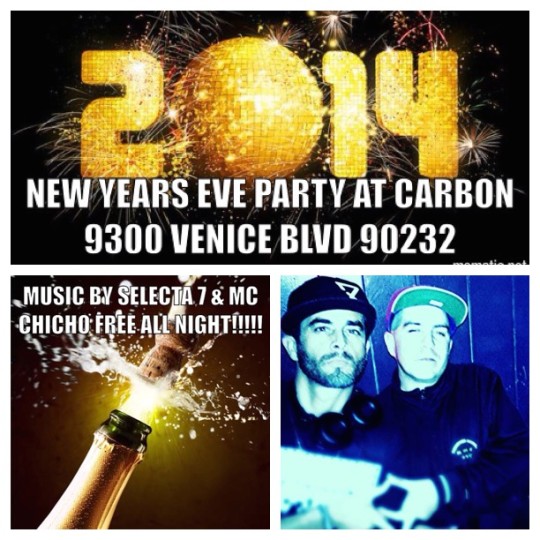 2014
NEW YEARS EVE PARTY AT CARBON
9300 VENICE BLVD 90232
MUSIC BY SELECTA 7 & MC
CHICHO FREE ALL NIGHT!!!!!